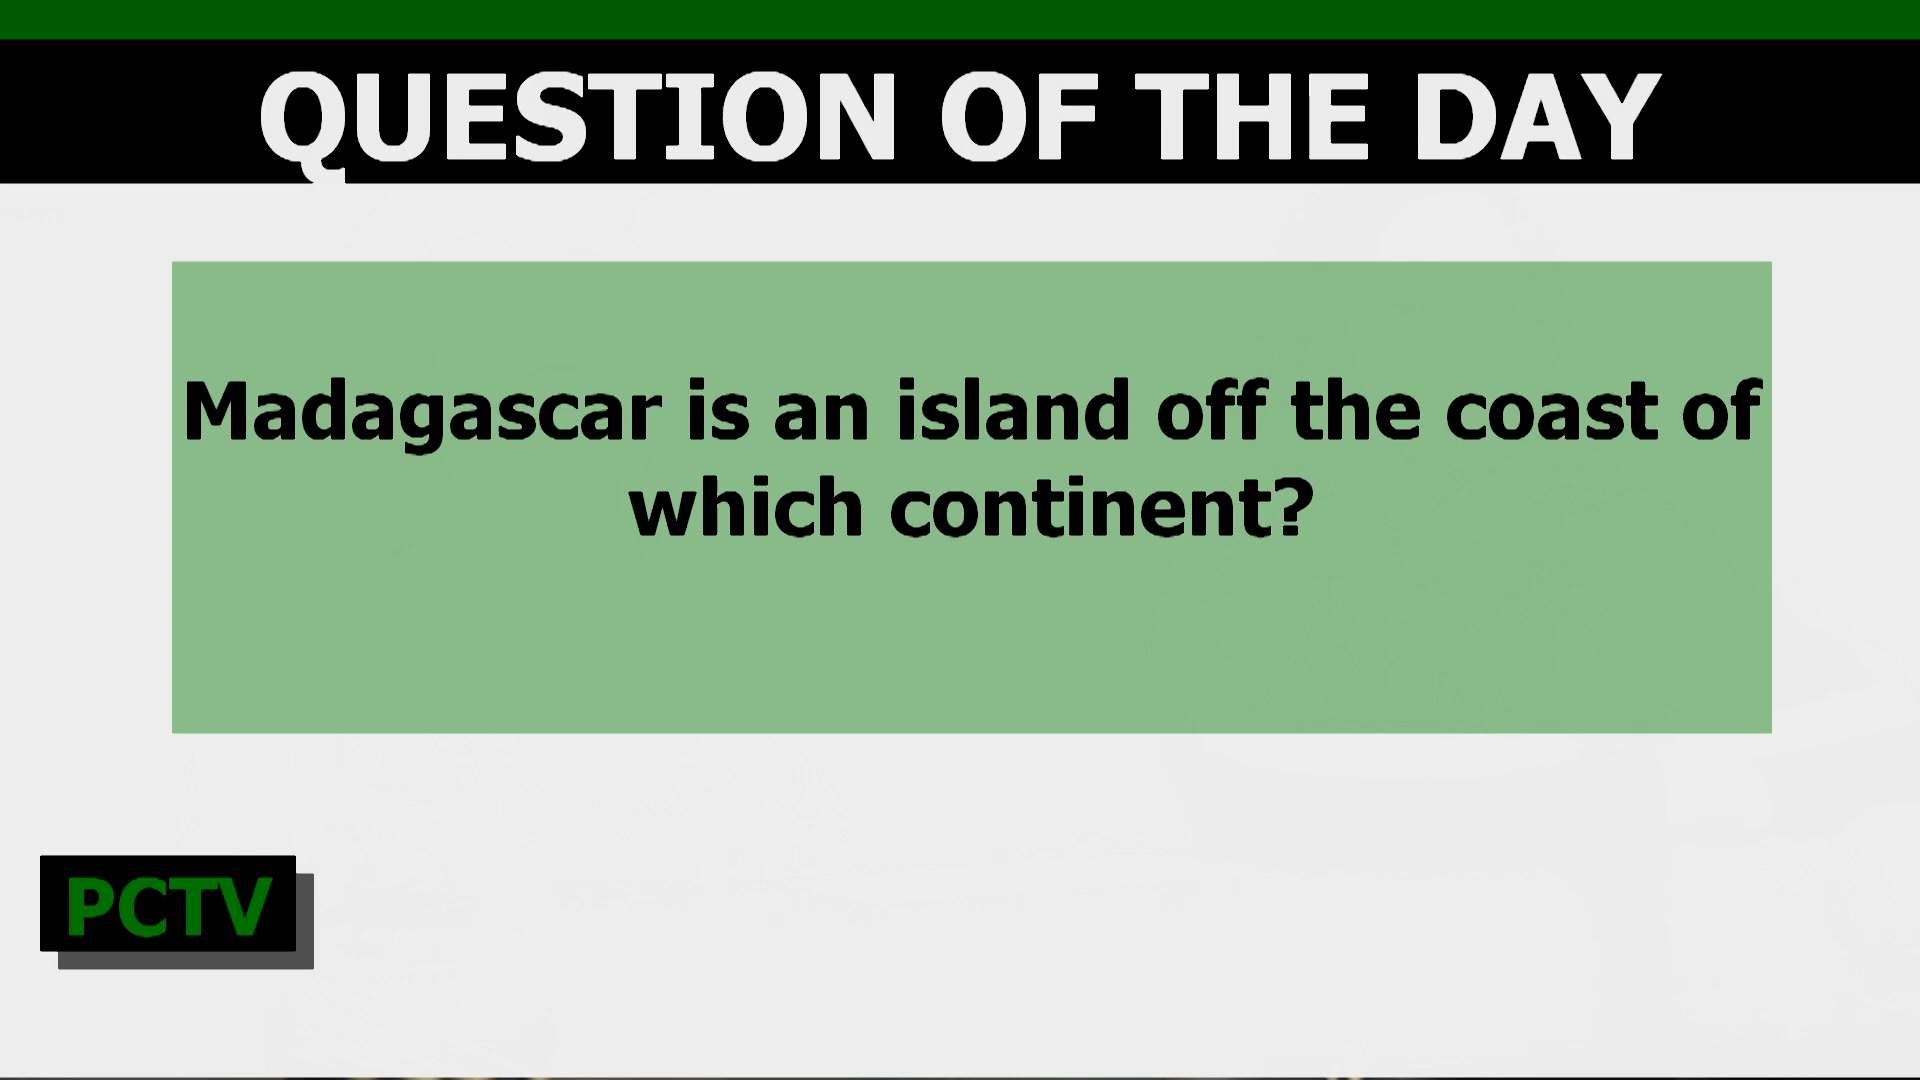 QUESTION OF THE DAY
Madagascar is an island off the coast of
which continent?
PCTV